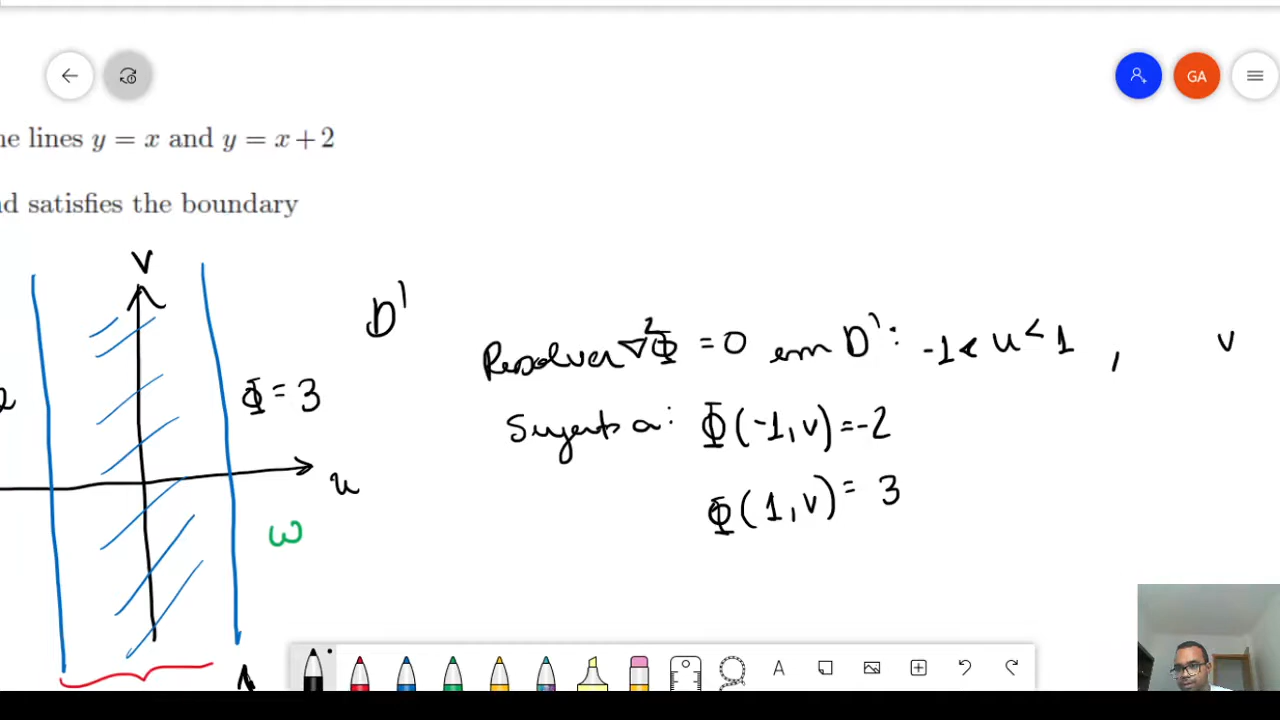 GA
he lines y = x and y = x + 2
nd satisfies the boundary
V
D'
Resolver ∇²Φ = 0 em D': -1 < u < 1 , v
Φ = 3
Sujeito a: Φ(-1, v) = -2
u
Φ(1, v) = 3
ω
A